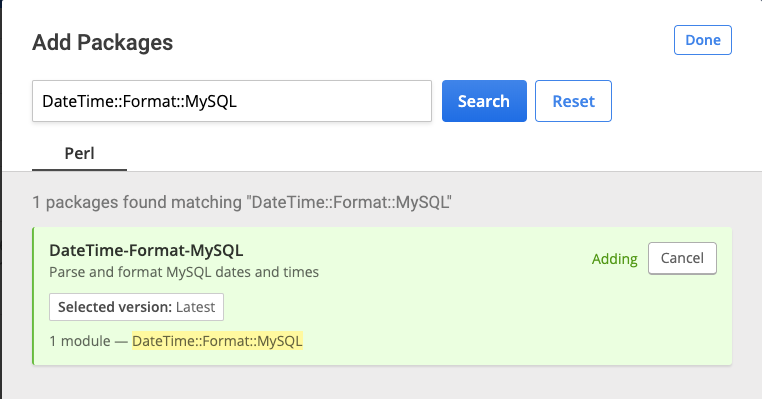 Add Packages
Done
DateTime::Format::MySQL
Search
Reset
Perl
1 packages found matching "DateTime::Format::MySQL"
DateTime-Format-MySQL
Parse and format MySQL dates and times
Adding
Cancel
Selected version: Latest
1 module — DateTime::Format::MySQL